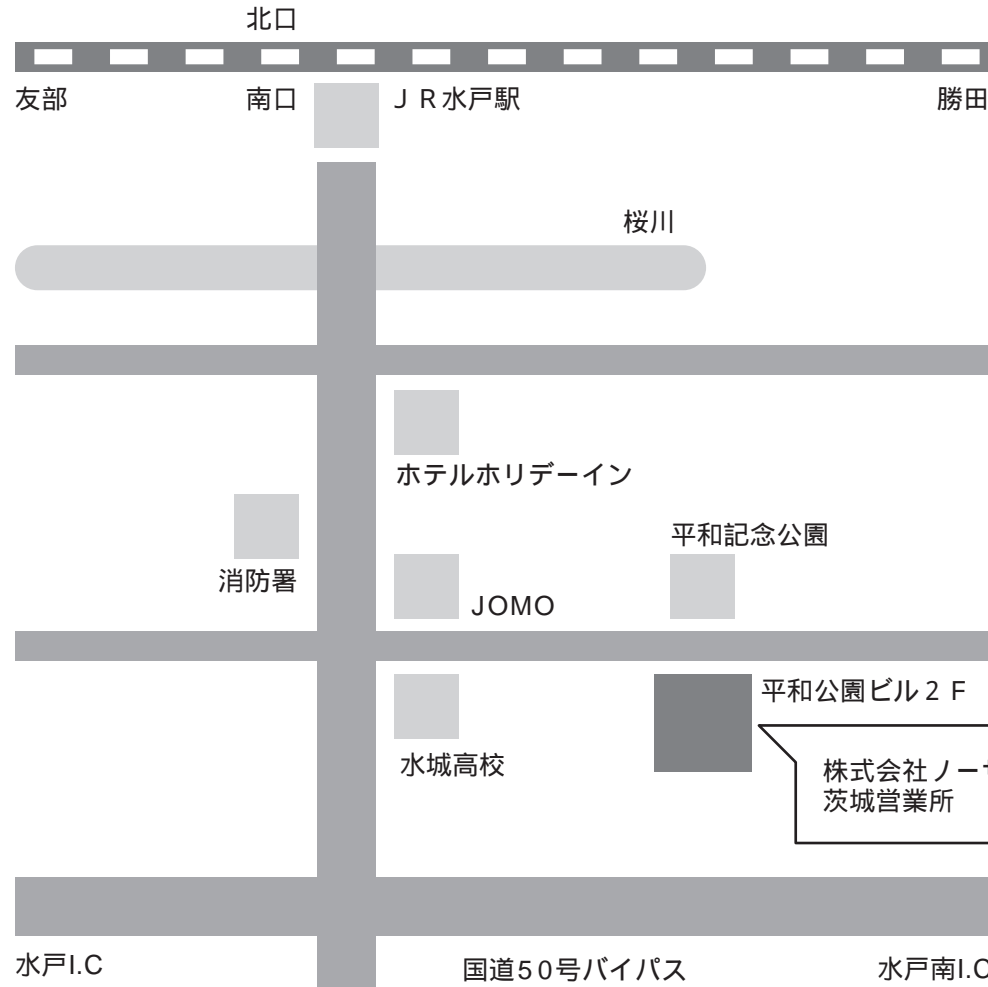 北口
友部
南口
ＪＲ水戸駅
勝田
桜川
ホテルホリデーイン
平和記念公園
消防署
JOMO
平和公園ビル２Ｆ
水城高校
株式会社ノー
茨城営業所
水戸I.C
国道50号バイパス
水戸南I.C